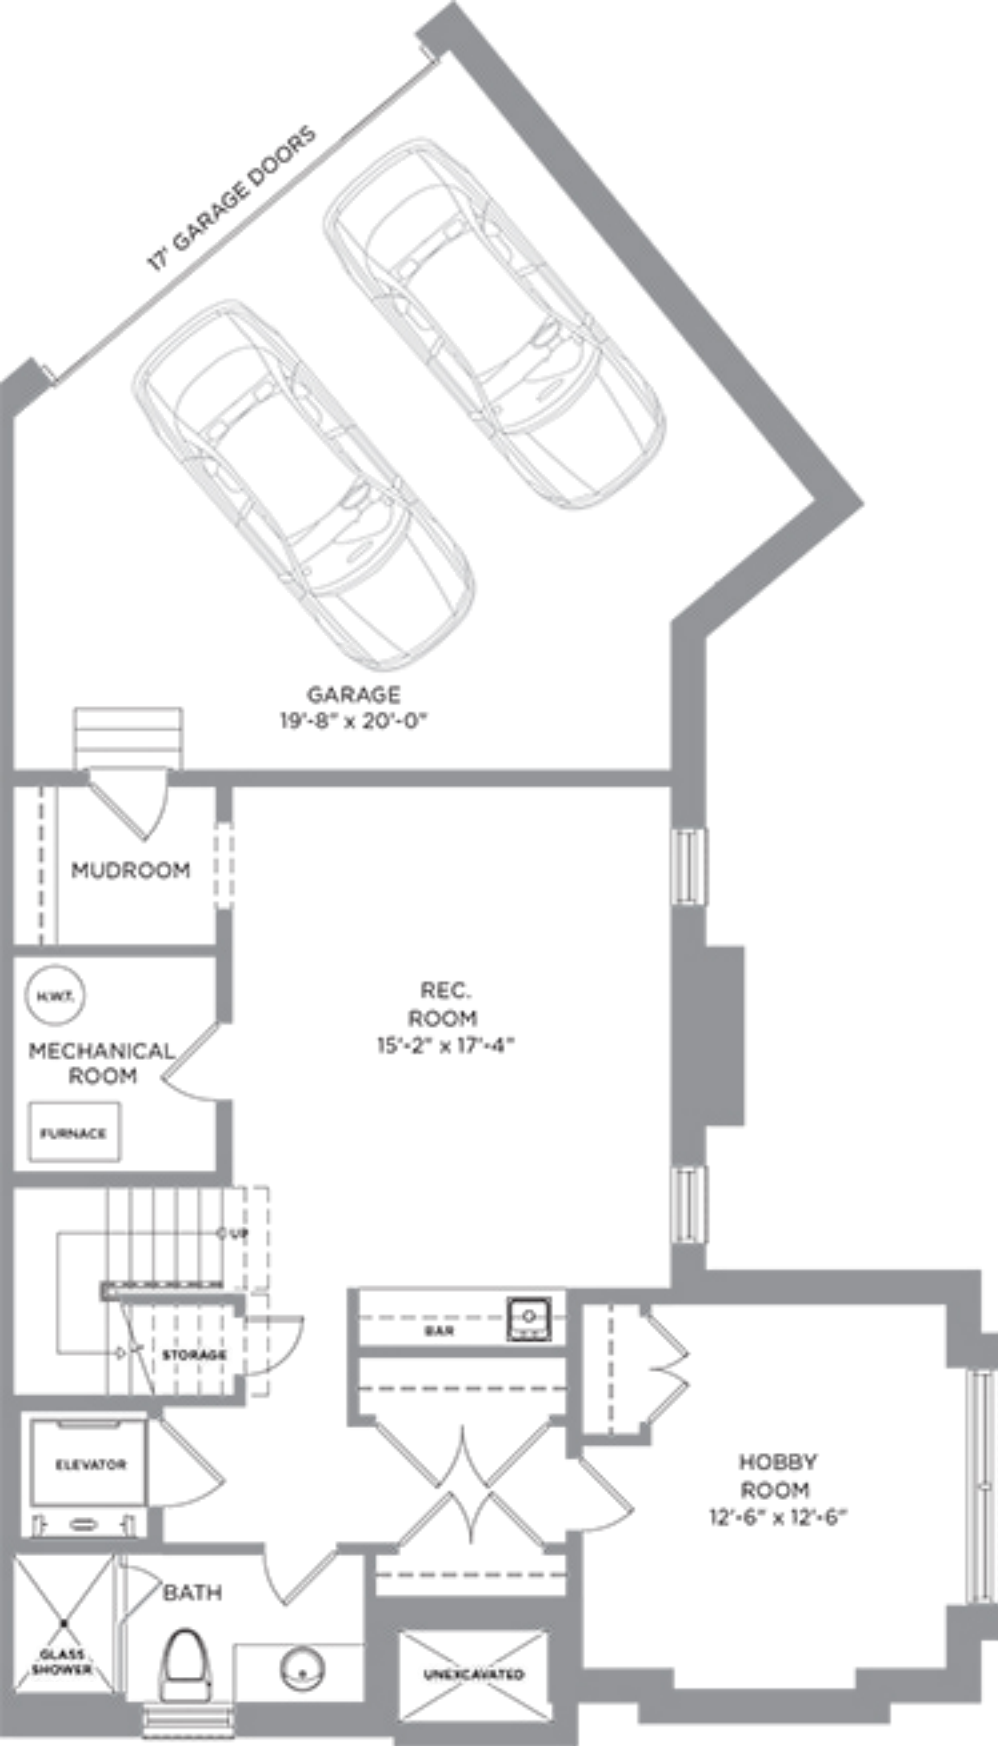 17' GARAGE DOORS
GARAGE
19'-8" x 20'-0"
MUDROOM
REC.
ROOM
15'-2" x 17'-4"
H.W.T.
MECHANICAL
ROOM
FURNACE
UP
BAR
STORAGE
ELEVATOR
HOBBY
ROOM
12'-6" x 12'-6"
BATH
GLASS
SHOWER
UNEXCAVATED